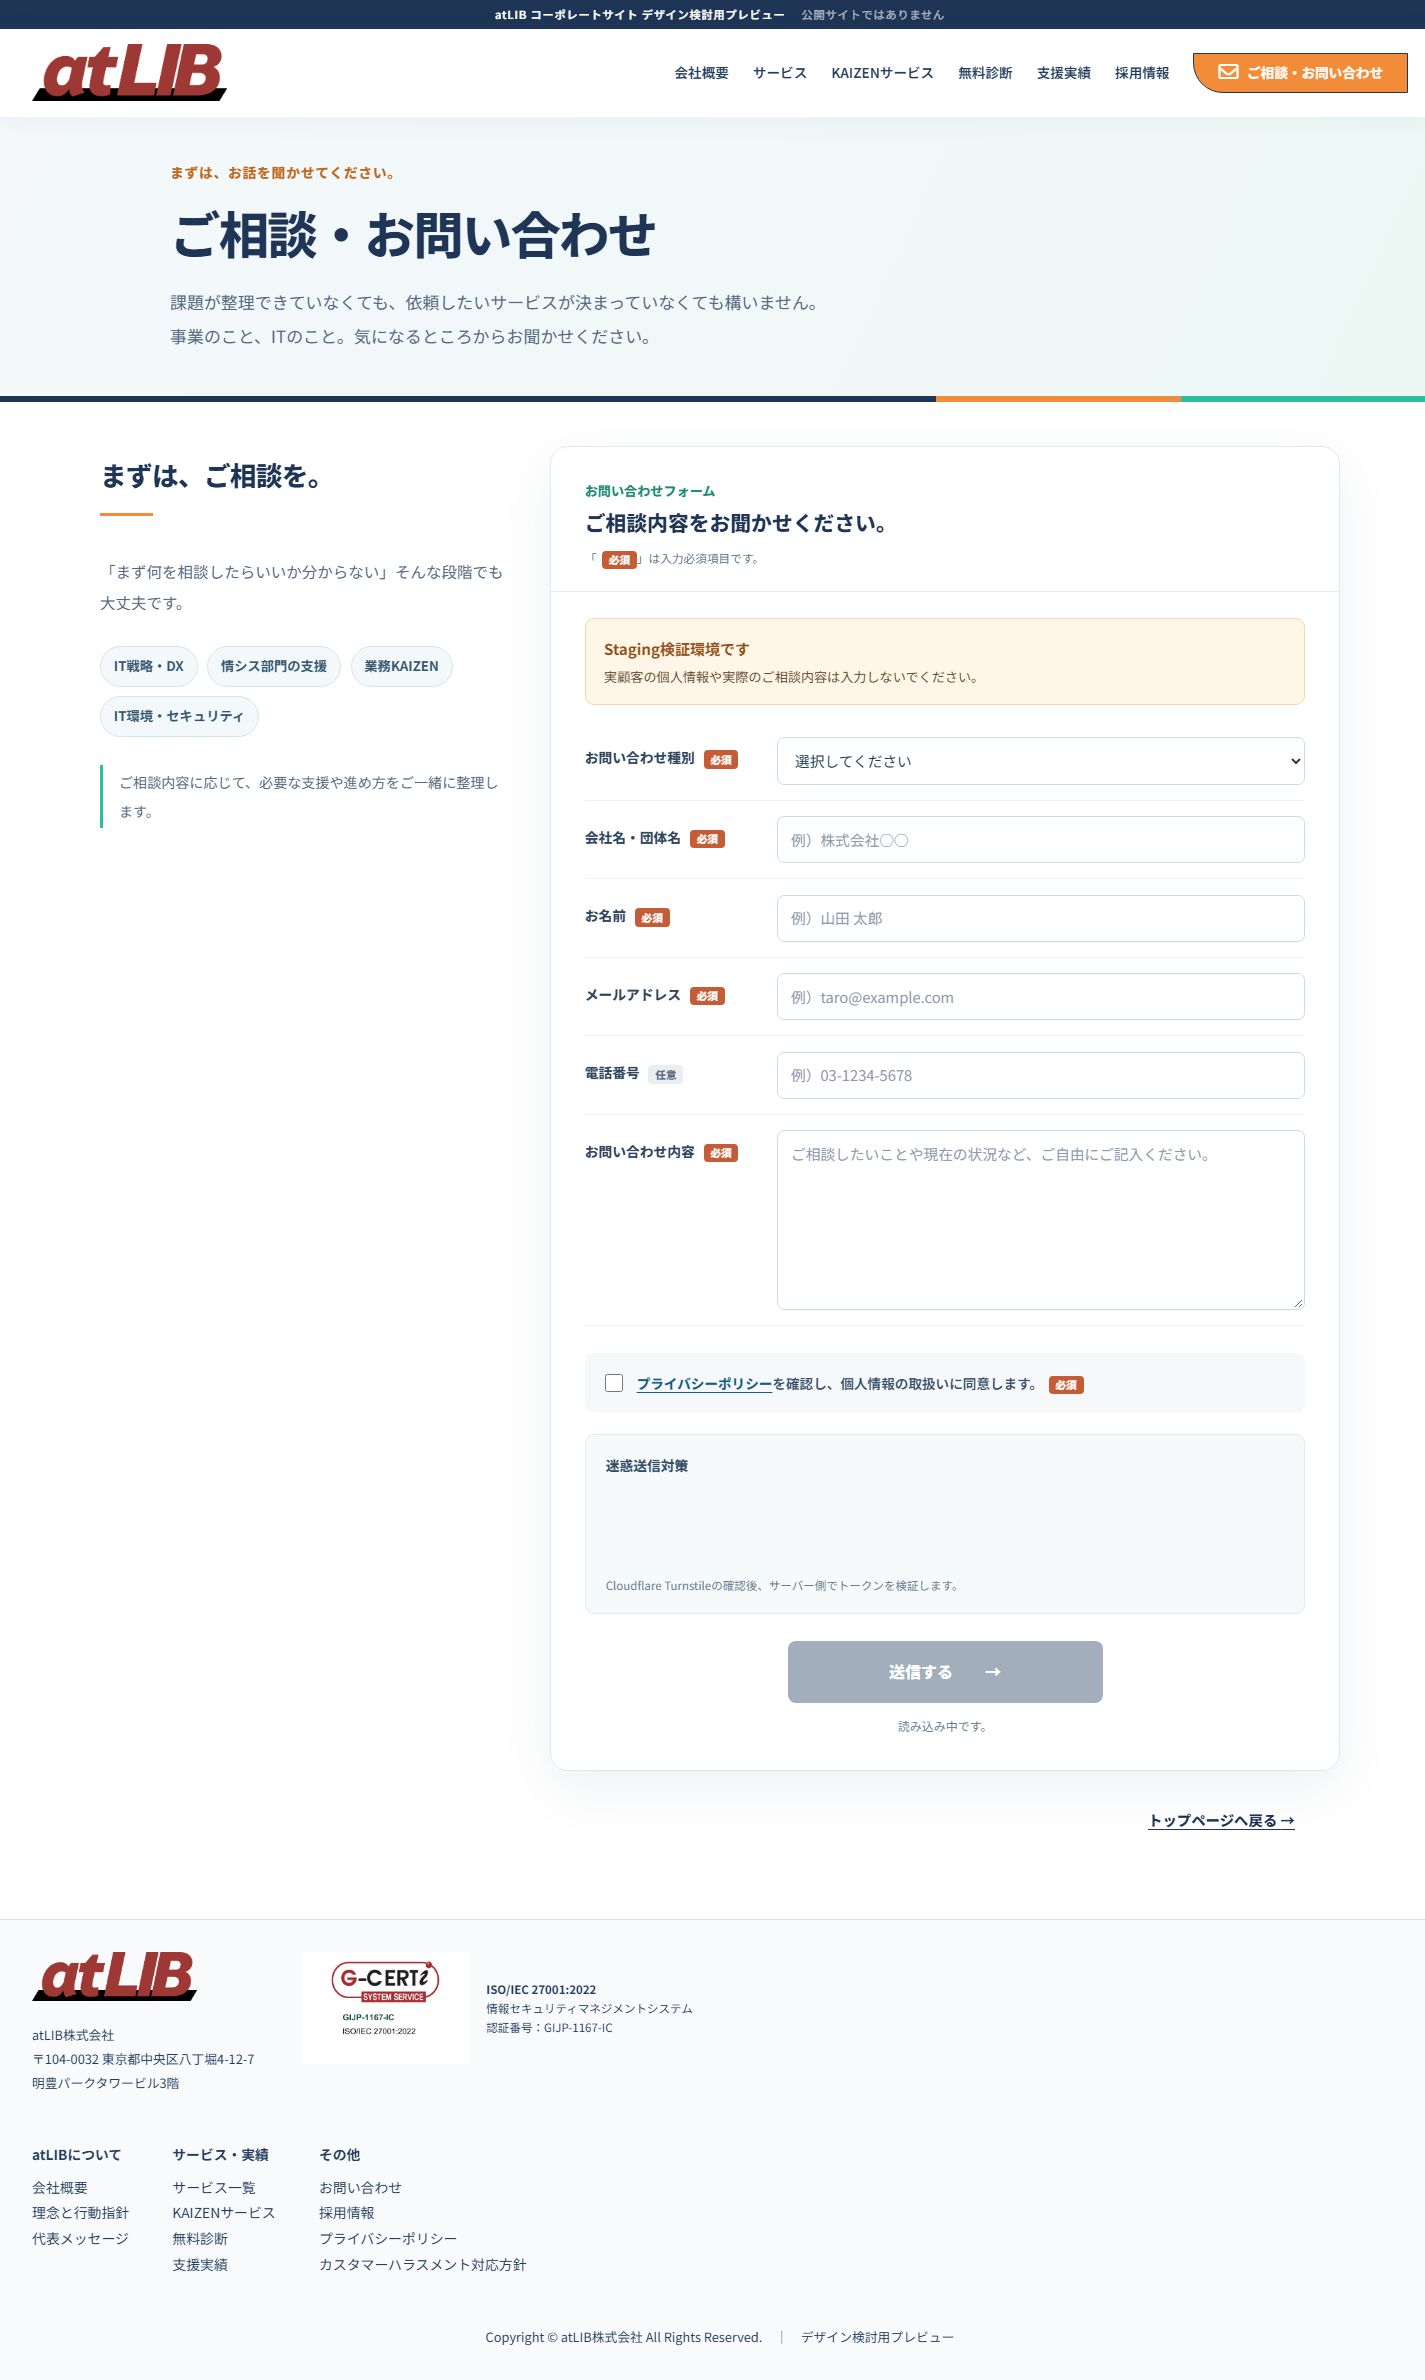 atLIB コーポレートサイト デザイン検討用プレビュー 公開サイトではありません
atLIB
会社概要 サービス KAIZENサービス 無料診断 支援実績 採用情報 ご相談・お問い合わせ
まずは、お話を聞かせてください。
ご相談・お問い合わせ
課題が整理できていなくても、依頼したいサービスが決まっていなくても構いません。
事業のこと、ITのこと。気になるところからお聞かせください。
まずは、ご相談を。
「まず何を相談したらいいか分からない」そんな段階でも
大丈夫です。
IT戦略・DX 情シス部門の支援 業務KAIZEN
IT環境・セキュリティ
ご相談内容に応じて、必要な支援や進め方をご一緒に整理し
ます。
お問い合わせフォーム
ご相談内容をお聞かせください。
「 必須 」は入力必須項目です。
Staging検証環境です
実顧客の個人情報や実際のご相談内容は入力しないでください。
お問い合わせ種別 必須 選択してください
会社名・団体名 必須 例）株式会社〇〇
お名前 必須 例）山田 太郎
メールアドレス 必須 例）taro@example.com
電話番号 任意 例）03-1234-5678
お問い合わせ内容 必須 ご相談したいことや現在の状況など、ご自由にご記入ください。
プライバシーポリシーを確認し、個人情報の取扱いに同意します。 必須
迷惑送信対策
Cloudflare Turnstileの確認後、サーバー側でトークンを検証します。
送信する →
読み込み中です。
トップページへ戻る →
atLIB
atLIB株式会社
〒104-0032 東京都中央区八丁堀4-12-7
明豊パークタワービル3階
G-CERTi
SYSTEM SERVICE
GIJP-1167-IC
ISO/IEC 27001:2022
ISO/IEC 27001:2022
情報セキュリティマネジメントシステム
認証番号：GIJP-1167-IC
atLIBについて
会社概要
理念と行動指針
代表メッセージ
サービス・実績
サービス一覧
KAIZENサービス
無料診断
支援実績
その他
お問い合わせ
採用情報
プライバシーポリシー
カスタマーハラスメント対応方針
Copyright © atLIB株式会社 All Rights Reserved. ｜ デザイン検討用プレビュー